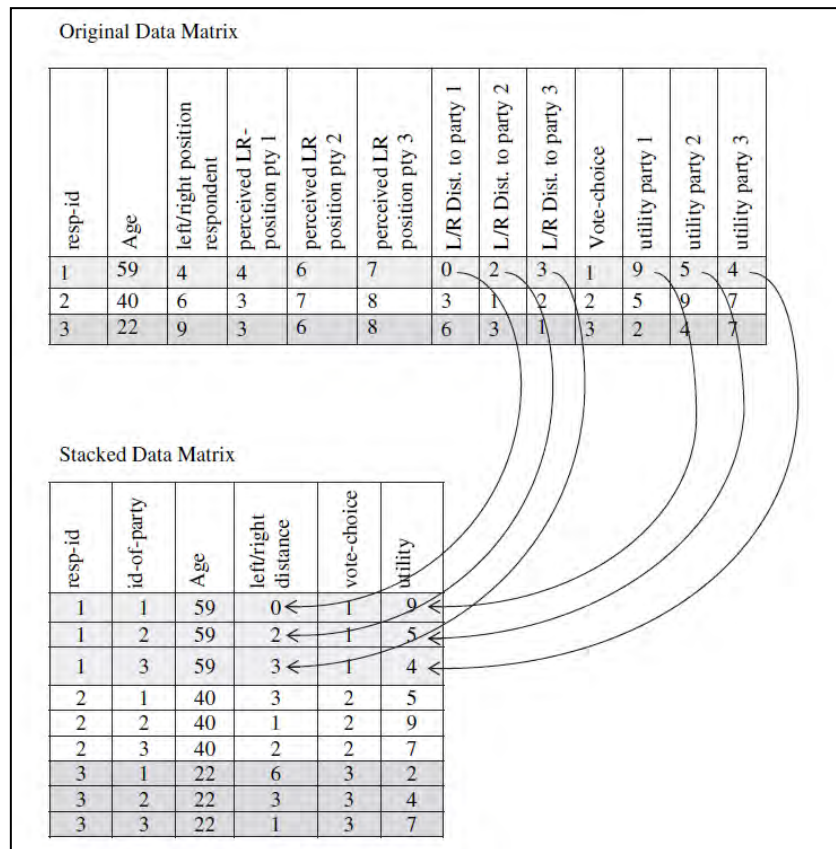 Original Data Matrix
resp-id Age left/right position respondent perceived LR-position pty 1 perceived LR position pty 2 perceived LR position pty 3 L/R Dist. to party 1 L/R Dist. to party 2 L/R Dist. to party 3 Vote-choice utility party 1 utility party 2 utility party 3
1 59 4 4 6 7 0 2 3 1 9 5 4
2 40 6 3 7 8 3 1 2 2 5 9 7
3 22 9 3 6 8 6 3 1 3 2 4 7
Stacked Data Matrix
resp-id id-of-party Age left/right distance vote-choice utility
1 1 59 0 1 9
1 2 59 2 1 5
1 3 59 3 1 4
2 1 40 3 2 5
2 2 40 1 2 9
2 3 40 2 2 7
3 1 22 6 3 2
3 2 22 3 3 4
3 3 22 1 3 7